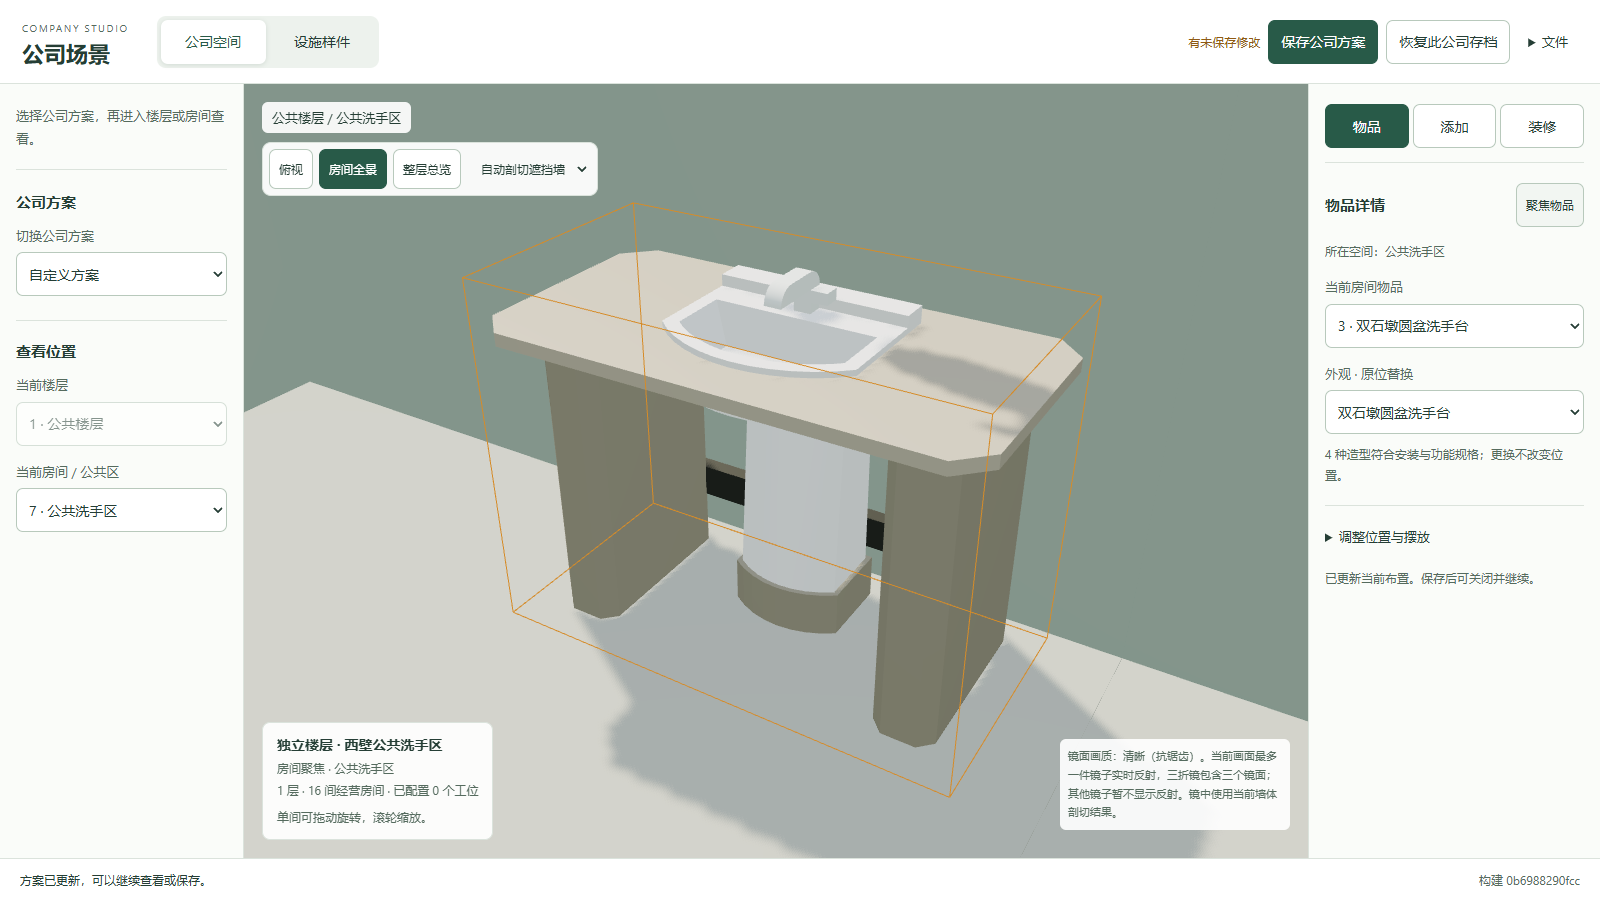 COMPANY STUDIO
公司场景
公司空间
设施样件
有未保存修改
保存公司方案
恢复此公司存档
文件
选择公司方案，再进入楼层或房间查
看。
公司方案
切换公司方案
自定义方案
查看位置
当前楼层
1 · 公共楼层
当前房间 / 公共区
7 · 公共洗手区
公共楼层 / 公共洗手区
俯视
房间全景
整层总览
自动剖切遮挡墙
独立楼层 · 西壁公共洗手区
房间聚焦 · 公共洗手区
1 层 · 16 间经营房间 · 已配置 0 个工位
单间可拖动旋转，滚轮缩放。
镜面画质：清晰（抗锯齿）。当前画面最多
一件镜子实时反射，三折镜包含三个镜面；
其他镜子暂不显示反射。镜中使用当前墙体
剖切结果。
物品
添加
装修
物品详情
聚焦物品
所在空间：公共洗手区
当前房间物品
3 · 双石墩圆盆洗手台
外观 · 原位替换
双石墩圆盆洗手台
4 种造型符合安装与功能规格；更换不改变位
置。
调整位置与摆放
已更新当前布置。保存后可关闭并继续。
方案已更新，可以继续查看或保存。
构建 0b6988290fcc